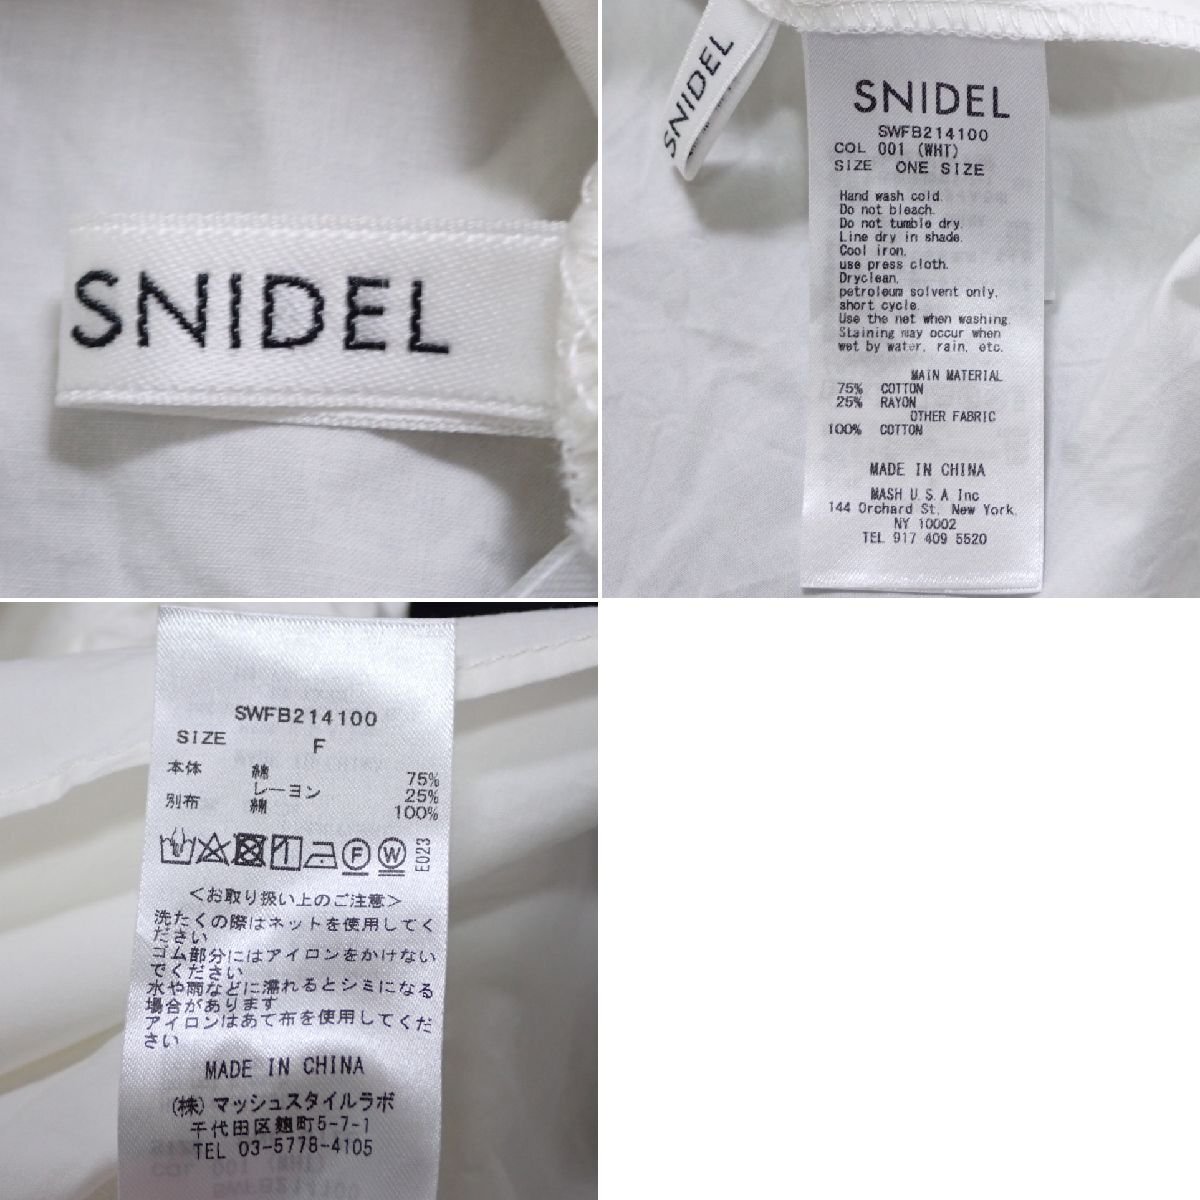 SNIDEL
SNIDEL
SNIDEL
SWFB214100
COL 001 (WHT)
SIZE ONE SIZE
Hand wash cold.
Do not bleach.
Do not tumble dry.
Line dry in shade.
Cool iron.
use press cloth.
Dryclean.
petroleum solvent only.
short cycle.
Use the net when washing.
Staining may occur when
wet by water, rain, etc.
MAIN MATERIAL
75% COTTON
25% RAYON
OTHER FABRIC
100% COTTON
MADE IN CHINA
MASH U.S.A Inc
144 Orchard St. New York.
NY 10002
TEL 917 409 5520
SWFB214100
SIZE F
本体 綿 75%
レーヨン 25%
別布 綿 100%
F W E023
<お取り扱い上のご注意>
洗たくの際はネットを使用してく
ださい
ゴム部分にはアイロンをかけない
でください
水や雨などに濡れるとシミになる
場合があります
アイロンはあて布を使用してくだ
さい
MADE IN CHINA
(株)マッシュスタイルラボ
千代田区麹町5-7-1
TEL 03-5778-4105